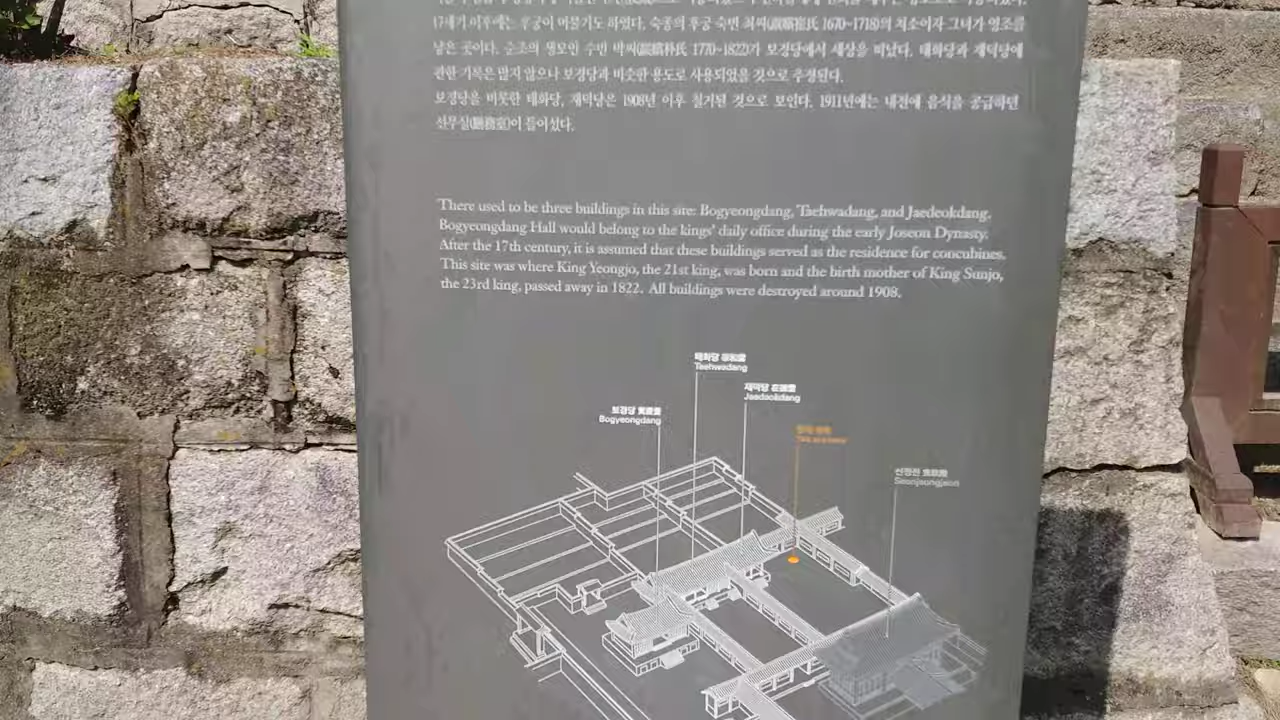 17세기 이후에는 후궁이 머물기도 하였다. 숙종의 후궁 숙빈 최씨(淑嬪崔氏 1670~1718)의 처소이자 그녀가 영조를
낳은 곳이다. 순조의 생모인 수빈 박씨(綏嬪朴氏 1770~1822)가 보경당에서 세상을 떠났다. 태화당과 재덕당에
관한 기록은 많지 않으나 보경당과 비슷한 용도로 사용되었을 것으로 추정된다.
보경당을 비롯한 태화당, 재덕당은 1908년 이후 철거된 것으로 보인다. 1911년에는 내전에 음식을 공급하던
선무실(膳務室)이 들어섰다.
There used to be three buildings in this site: Bogyeongdang, Taehwadang, and Jaedeokdang.
Bogyeongdang Hall would belong to the kings' daily office during the early Joseon Dynasty.
After the 17th century, it is assumed that these buildings served as the residence for concubines.
This site was where King Yeongjo, the 21st king, was born and the birth mother of King Sunjo,
the 23rd king, passed away in 1822. All buildings were destroyed around 1908.
태화당
Taehwadang
재덕당
Jaedeokdang
보경당 寶慶堂
Bogyeongdang
선정전 宣政殿
Seonjeongjeon